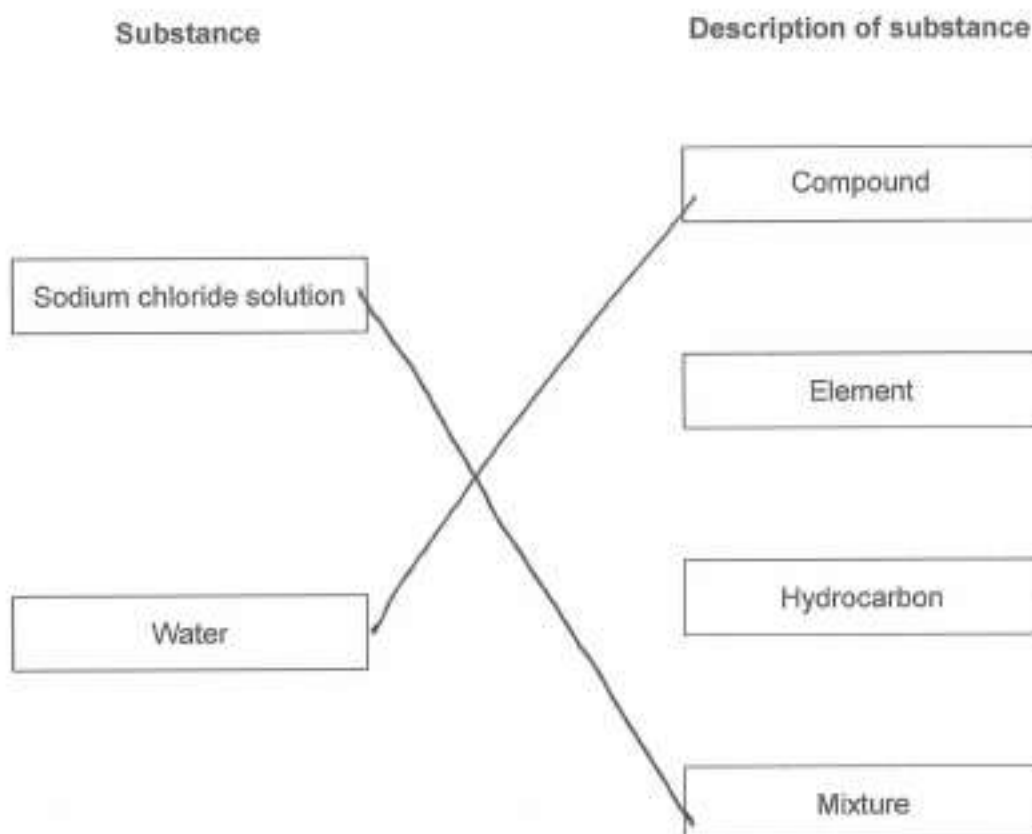 Substance
Description of substance
Compound
Sodium chloride solution
Element
Hydrocarbon
Water
Mixture